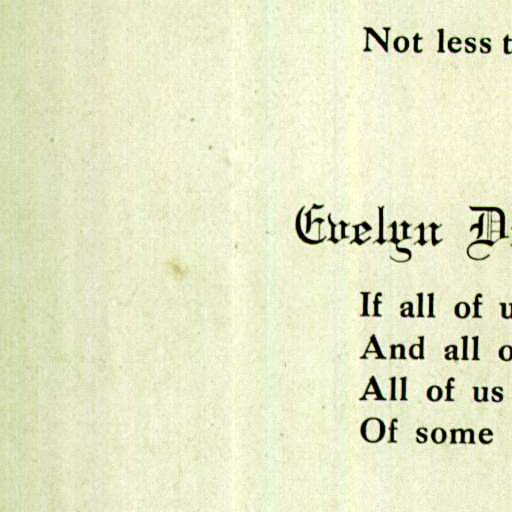 Not less t
Evelyn D
If all of u
And all o
All of us
Of some